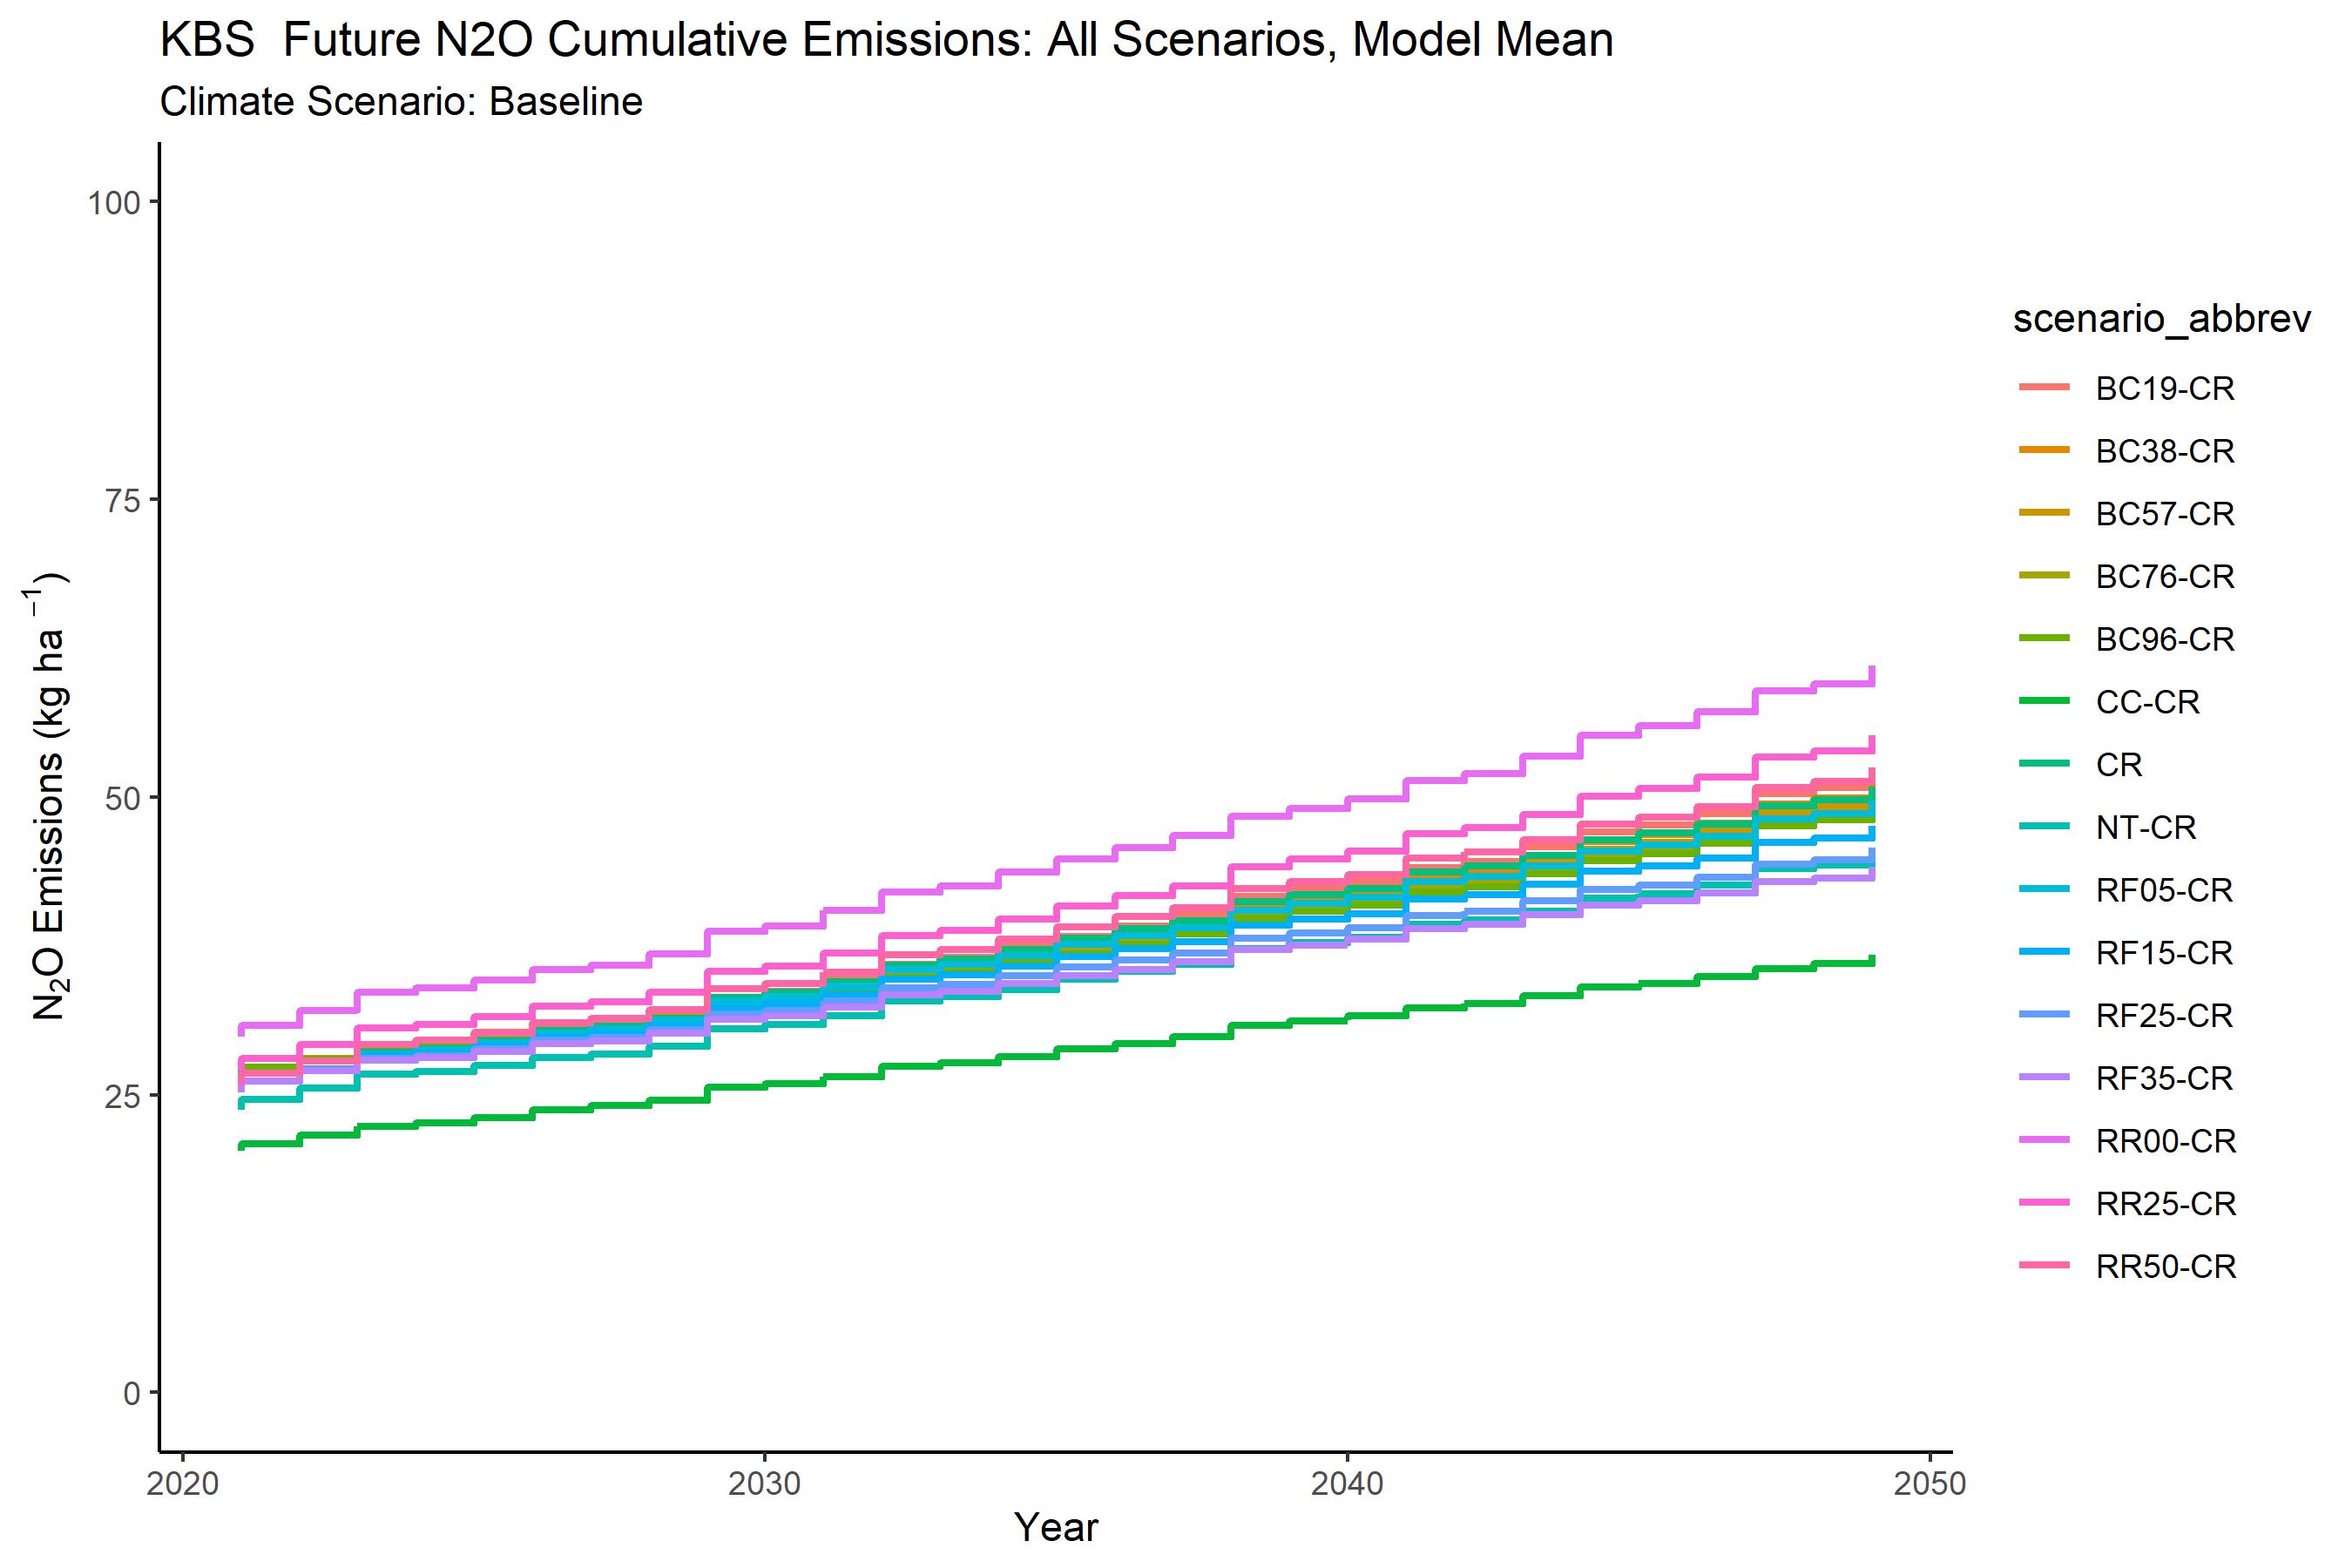 KBS  Future N2O Cumulative Emissions: All Scenarios, Model Mean
Climate Scenario: Baseline
N₂O Emissions (kg ha ⁻¹)
100
75
50
25
0
2020 2030 2040 2050
Year
scenario_abbrev
BC19-CR
BC38-CR
BC57-CR
BC76-CR
BC96-CR
CC-CR
CR
NT-CR
RF05-CR
RF15-CR
RF25-CR
RF35-CR
RR00-CR
RR25-CR
RR50-CR